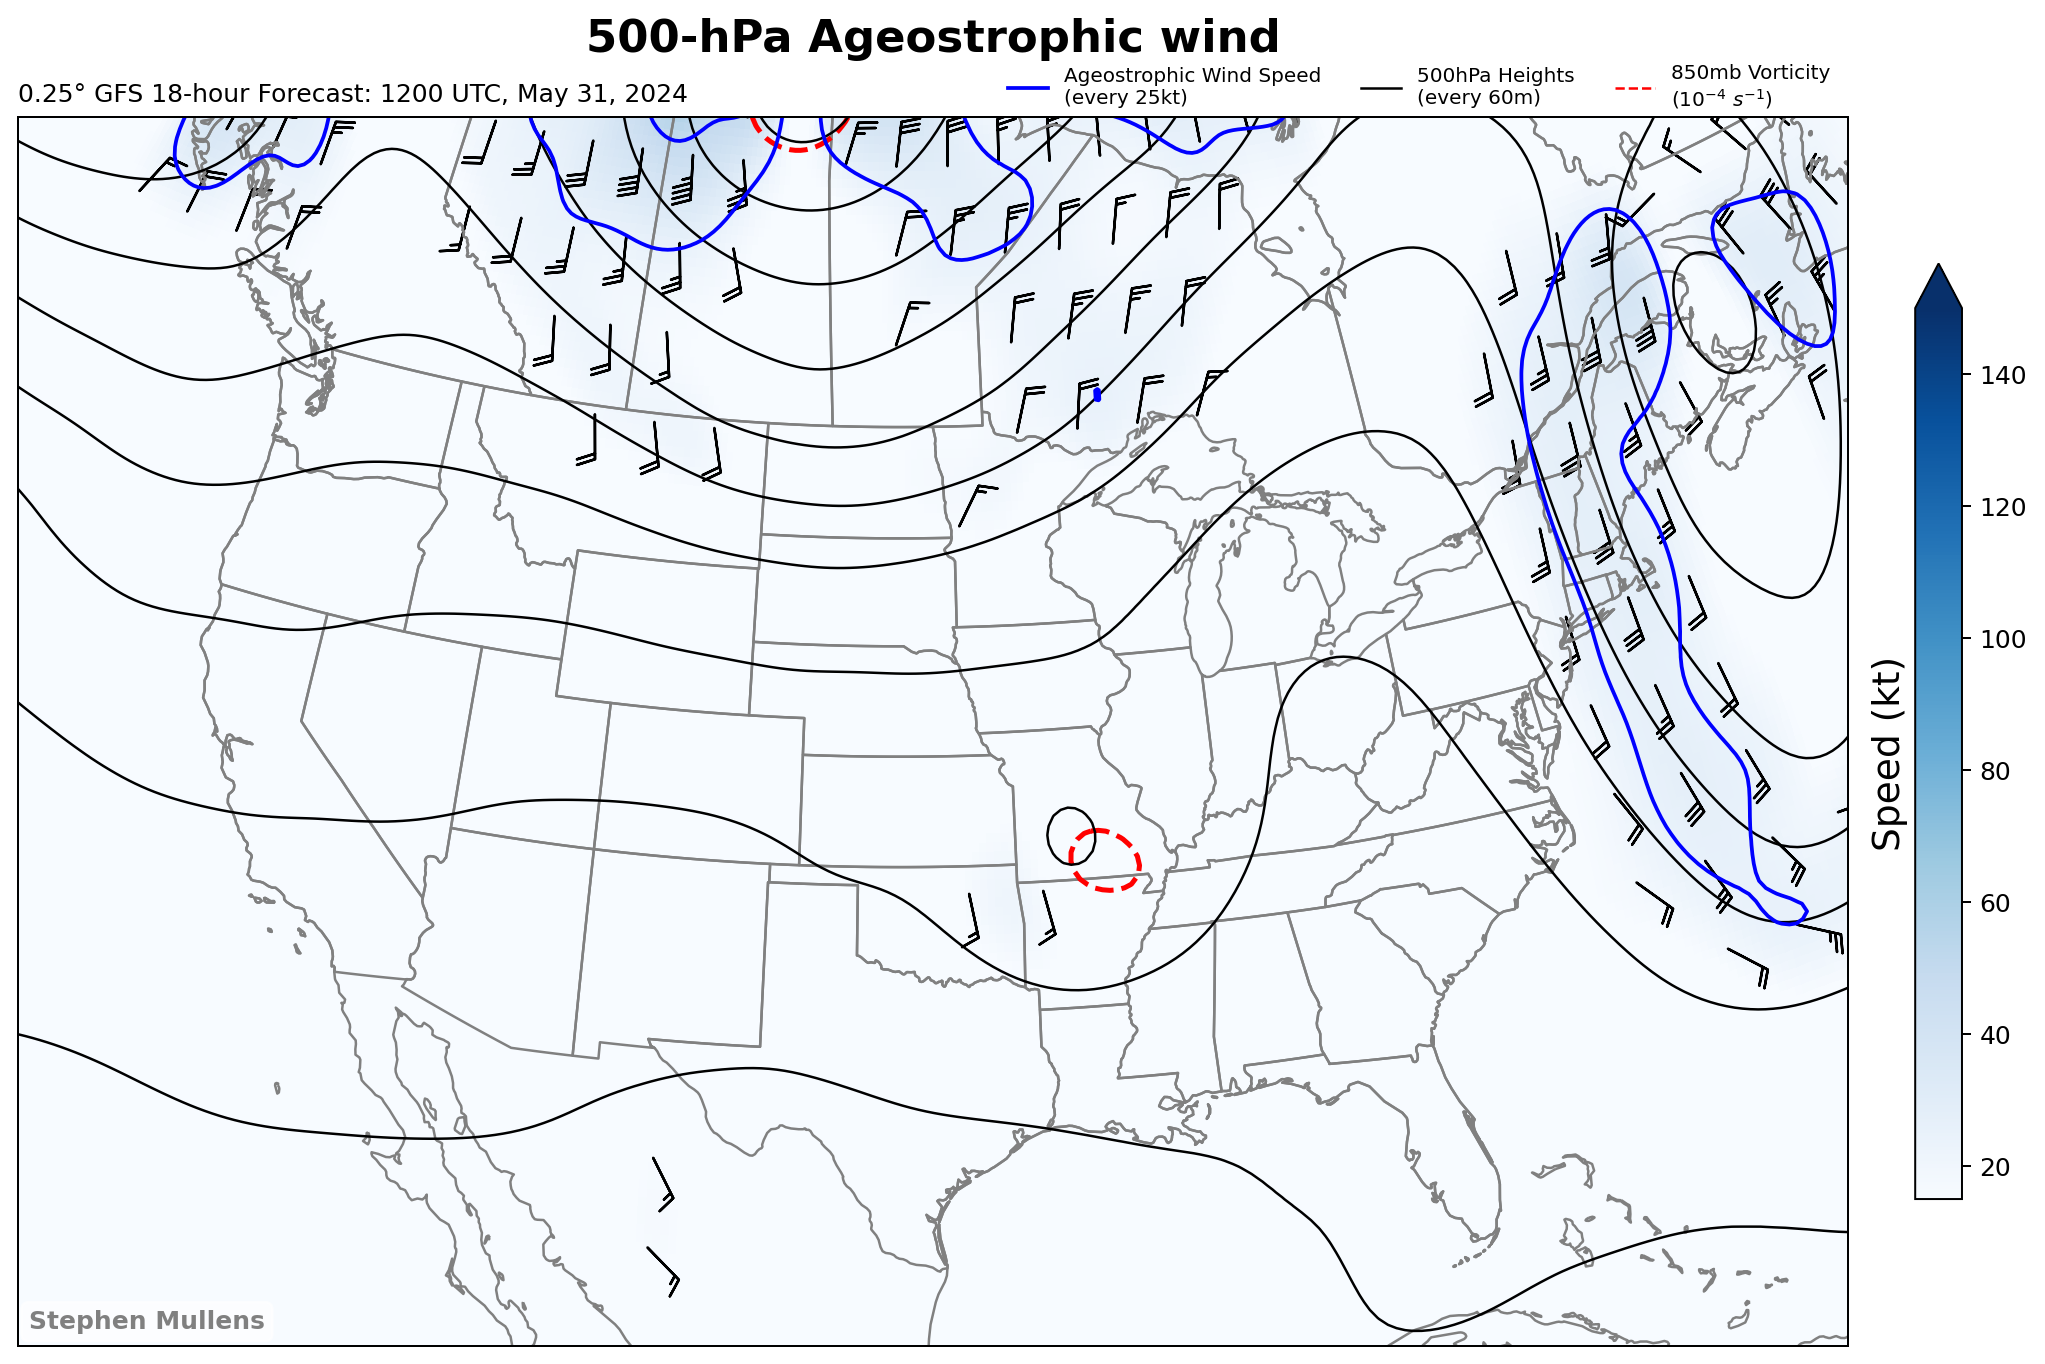 500-hPa Ageostrophic wind
0.25° GFS 18-hour Forecast: 1200 UTC, May 31, 2024
Ageostrophic Wind Speed
(every 25kt)
500hPa Heights
(every 60m)
850mb Vorticity
(10⁻⁴ s⁻¹)
140
120
100
80
60
40
20
Speed (kt)
Stephen Mullens